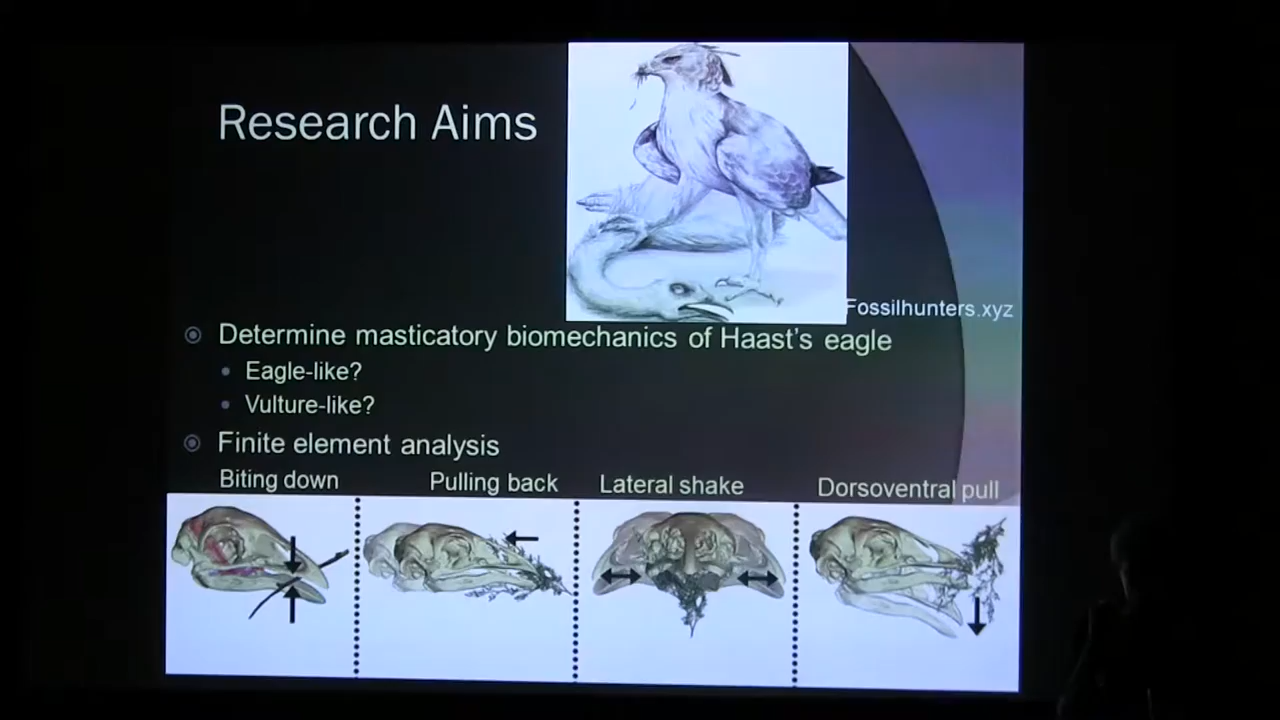 Research Aims
Fossilhunters.xyz
Determine masticatory biomechanics of Haast's eagle
Eagle-like?
Vulture-like?
Finite element analysis
Biting down
Pulling back
Lateral shake
Dorsoventral pull